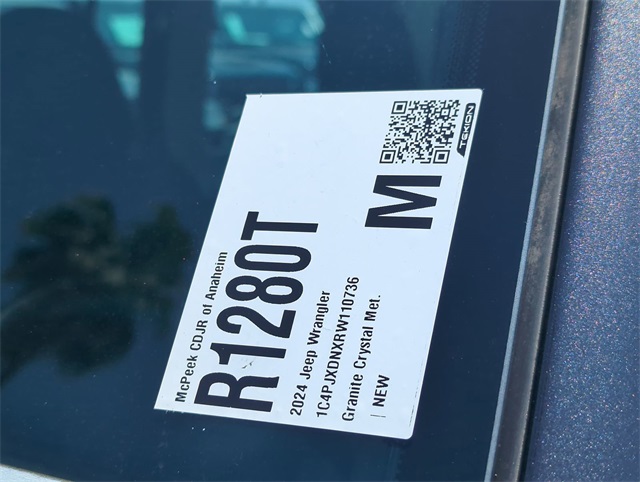 McPeek CDJR of Anaheim
R1280T
2024 Jeep Wrangler
1C4PJXDNXRW110736
Granite Crystal Met.
| NEW
M
TEKION